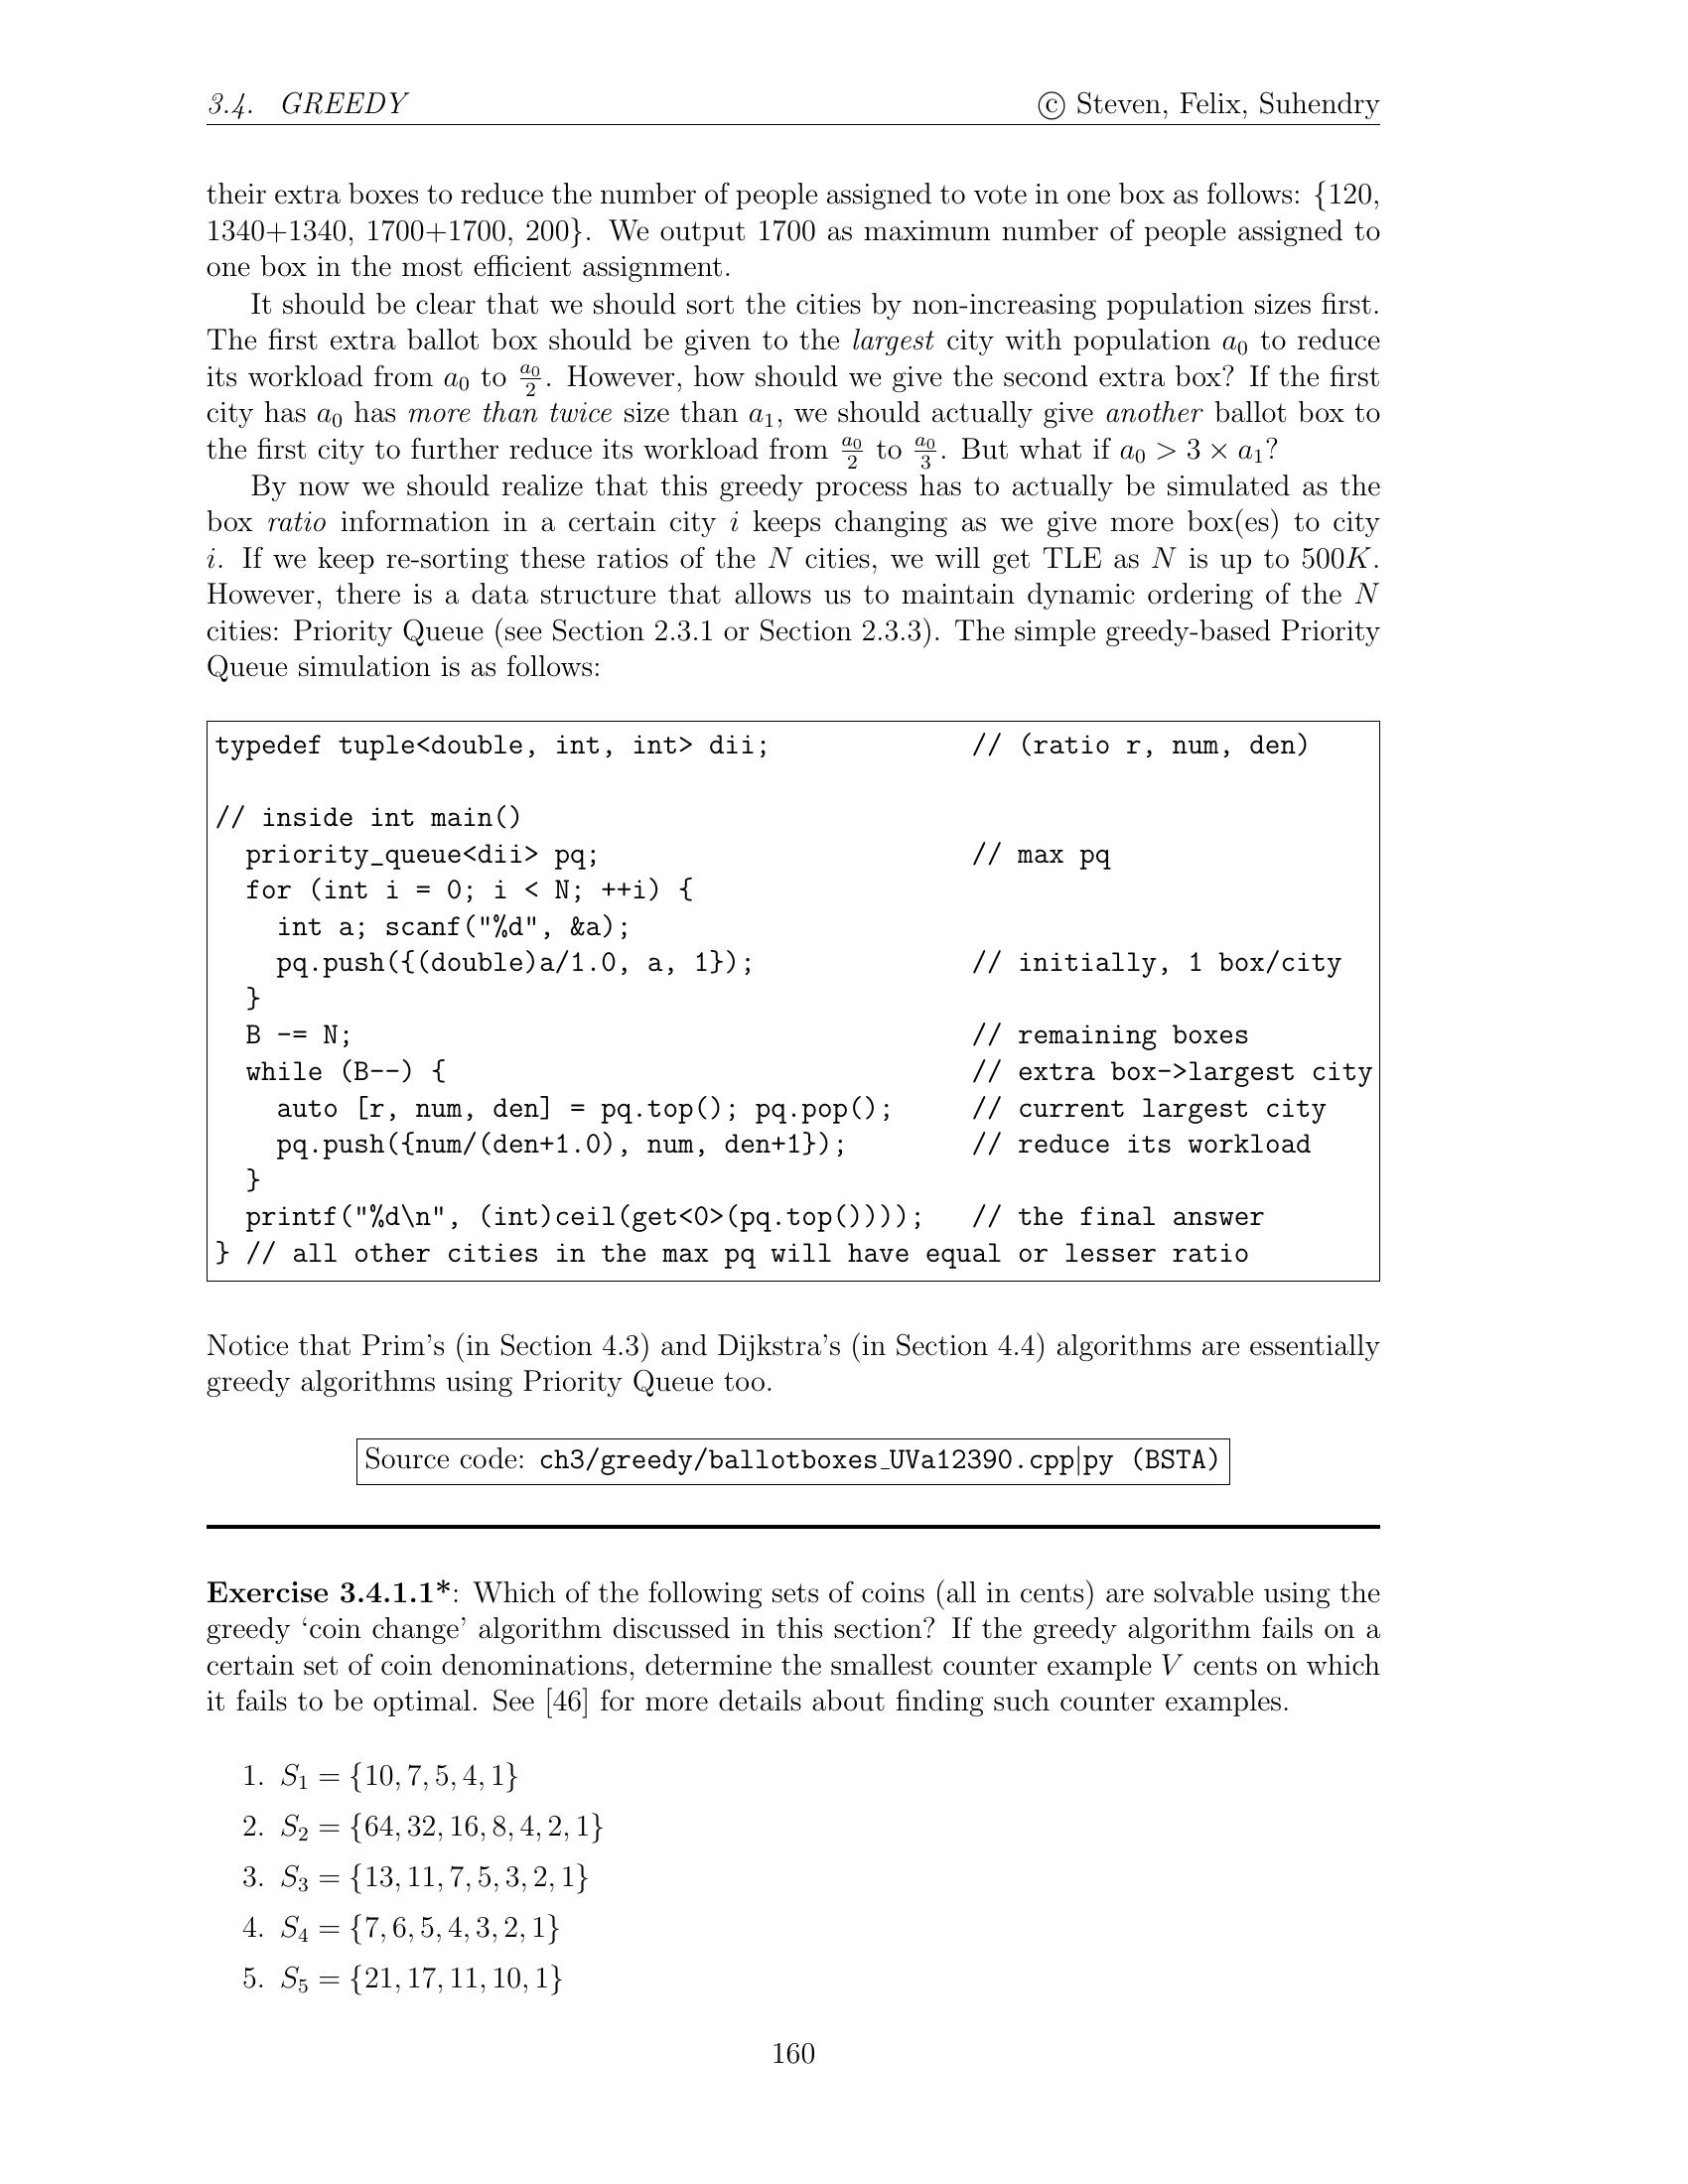 3.4. GREEDY © Steven, Felix, Suhendry
their extra boxes to reduce the number of people assigned to vote in one box as follows: {120,
1340+1340, 1700+1700, 200}. We output 1700 as maximum number of people assigned to
one box in the most efficient assignment.
It should be clear that we should sort the cities by non-increasing population sizes first.
The first extra ballot box should be given to the largest city with population a₀ to reduce
its workload from a₀ to a₀/2. However, how should we give the second extra box? If the first
city has a₀ has more than twice size than a₁, we should actually give another ballot box to
the first city to further reduce its workload from a₀/2 to a₀/3. But what if a₀ > 3 × a₁?
By now we should realize that this greedy process has to actually be simulated as the
box ratio information in a certain city i keeps changing as we give more box(es) to city
i. If we keep re-sorting these ratios of the N cities, we will get TLE as N is up to 500K.
However, there is a data structure that allows us to maintain dynamic ordering of the N
cities: Priority Queue (see Section 2.3.1 or Section 2.3.3). The simple greedy-based Priority
Queue simulation is as follows:
typedef tuple<double, int, int> dii; // (ratio r, num, den)
// inside int main()
priority_queue<dii> pq; // max pq
for (int i = 0; i < N; ++i) {
int a; scanf("%d", &a);
pq.push({(double)a/1.0, a, 1}); // initially, 1 box/city
}
B -= N; // remaining boxes
while (B--) { // extra box->largest city
auto [r, num, den] = pq.top(); pq.pop(); // current largest city
pq.push({num/(den+1.0), num, den+1}); // reduce its workload
}
printf("%d\n", (int)ceil(get<0>(pq.top()))); // the final answer
} // all other cities in the max pq will have equal or lesser ratio
Notice that Prim's (in Section 4.3) and Dijkstra's (in Section 4.4) algorithms are essentially
greedy algorithms using Priority Queue too.
Source code: ch3/greedy/ballotboxes_UVa12390.cpp|py (BSTA)
Exercise 3.4.1.1*: Which of the following sets of coins (all in cents) are solvable using the
greedy ‘coin change’ algorithm discussed in this section? If the greedy algorithm fails on a
certain set of coin denominations, determine the smallest counter example V cents on which
it fails to be optimal. See [46] for more details about finding such counter examples.
1. S₁ = {10, 7, 5, 4, 1}
2. S₂ = {64, 32, 16, 8, 4, 2, 1}
3. S₃ = {13, 11, 7, 5, 3, 2, 1}
4. S₄ = {7, 6, 5, 4, 3, 2, 1}
5. S₅ = {21, 17, 11, 10, 1}
160